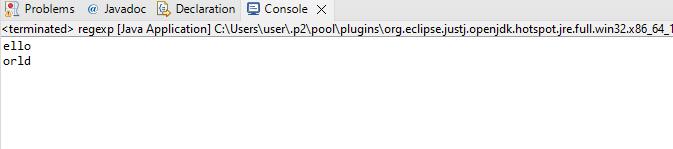 Problems @ Javadoc Declaration Console
<terminated> regexp [Java Application] C:\Users\user\.p2\pool\plugins\org.eclipse.justj.openjdk.hotspot.jre.full.win32.x86_64_1
ello
orld